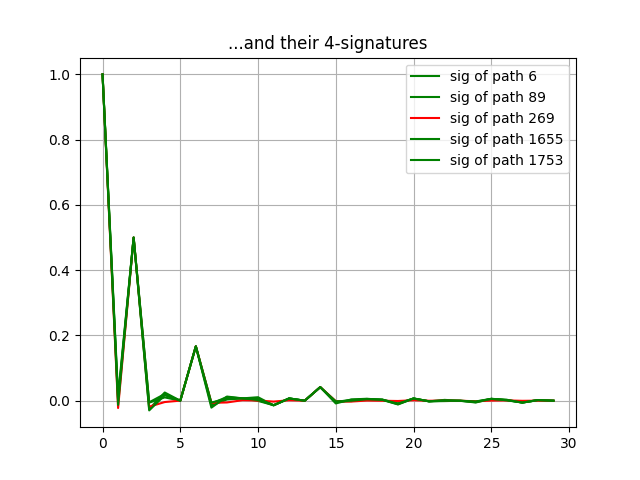 ...and their 4-signatures
1.0
0.8
0.6
0.4
0.2
0.0
0
5
10
15
20
25
30
sig of path 6
sig of path 89
sig of path 269
sig of path 1655
sig of path 1753